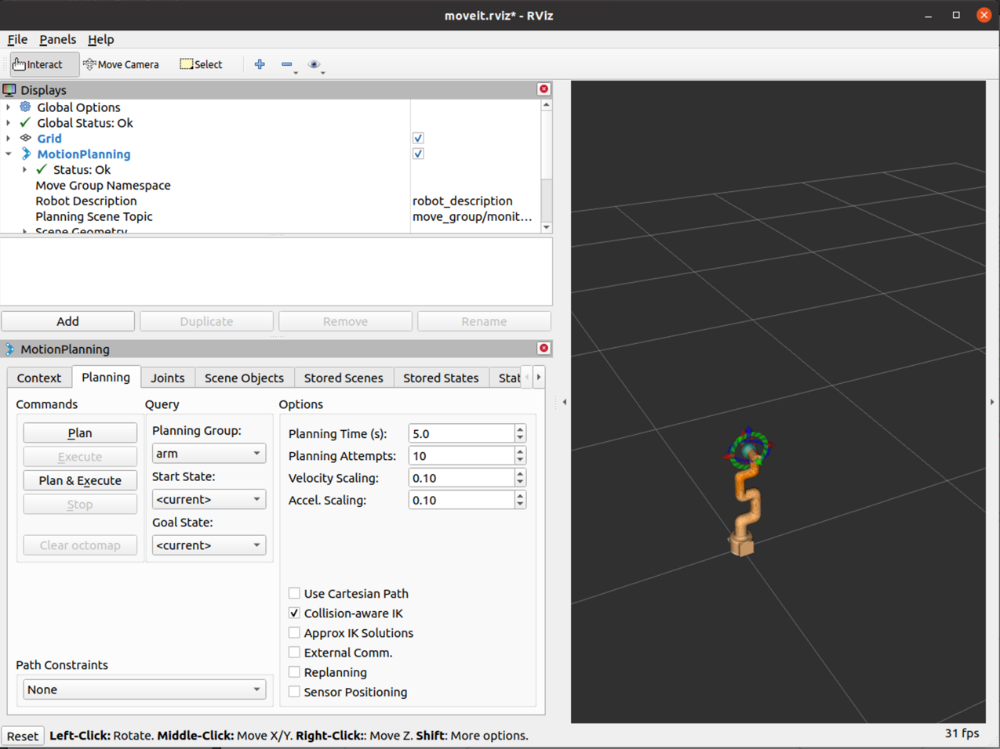 moveit.rviz* - RViz
File Panels Help
Interact Move Camera Select
Displays
Global Options
Global Status: Ok
Grid
MotionPlanning
Status: Ok
Move Group Namespace
Robot Description robot_description
Planning Scene Topic move_group/monit...
Scene Geometry
Add Duplicate Remove Rename
MotionPlanning
Context Planning Joints Scene Objects Stored Scenes Stored States Stat
Commands Query Options
Plan
Execute
Plan & Execute
Stop
Clear octomap
Planning Group:
arm
Start State:
<current>
Goal State:
<current>
Planning Time (s): 5.0
Planning Attempts: 10
Velocity Scaling: 0.10
Accel. Scaling: 0.10
Use Cartesian Path
Collision-aware IK
Approx IK Solutions
External Comm.
Replanning
Sensor Positioning
Path Constraints
None
Reset Left-Click: Rotate. Middle-Click: Move X/Y. Right-Click:: Move Z. Shift: More options. 31 fps